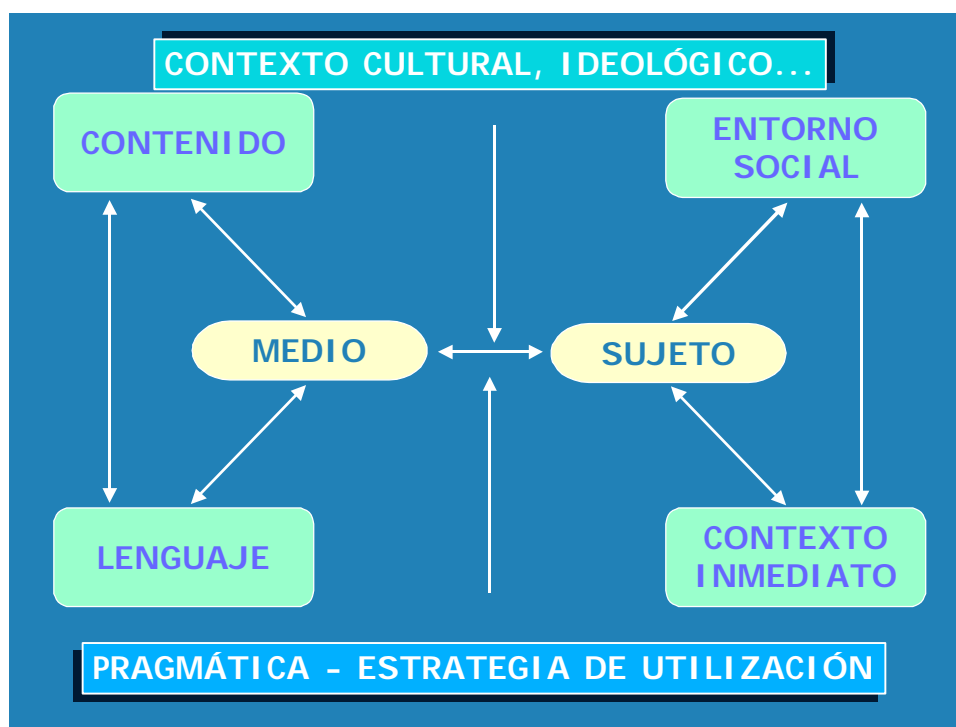 CONTEXTO CULTURAL, IDEOLÓGICO...
CONTENIDO
ENTORNO
SOCIAL
MEDIO
SUJETO
LENGUAJE
CONTEXTO
INMEDIATO
PRAGMÁTICA - ESTRATEGIA DE UTILIZACIÓN